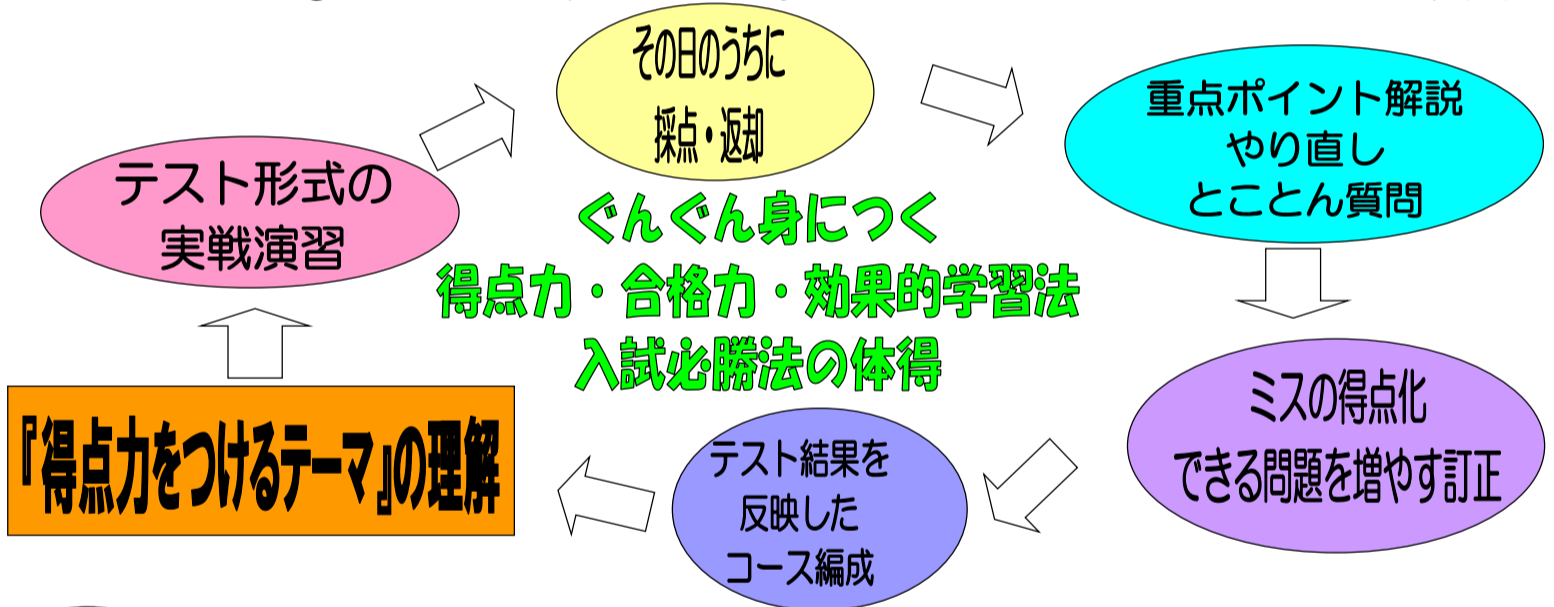 その日のうちに
採点・返却
重点ポイント解説
やり直し
とことん質問
テスト形式の
実戦演習
ぐんぐん身につく
得点力・合格力・効果的学習法
入試必勝法の体得
ミスの得点化
できる問題を増やす訂正
テスト結果を
反映した
コース編成
『得点力をつけるテーマ』の理解